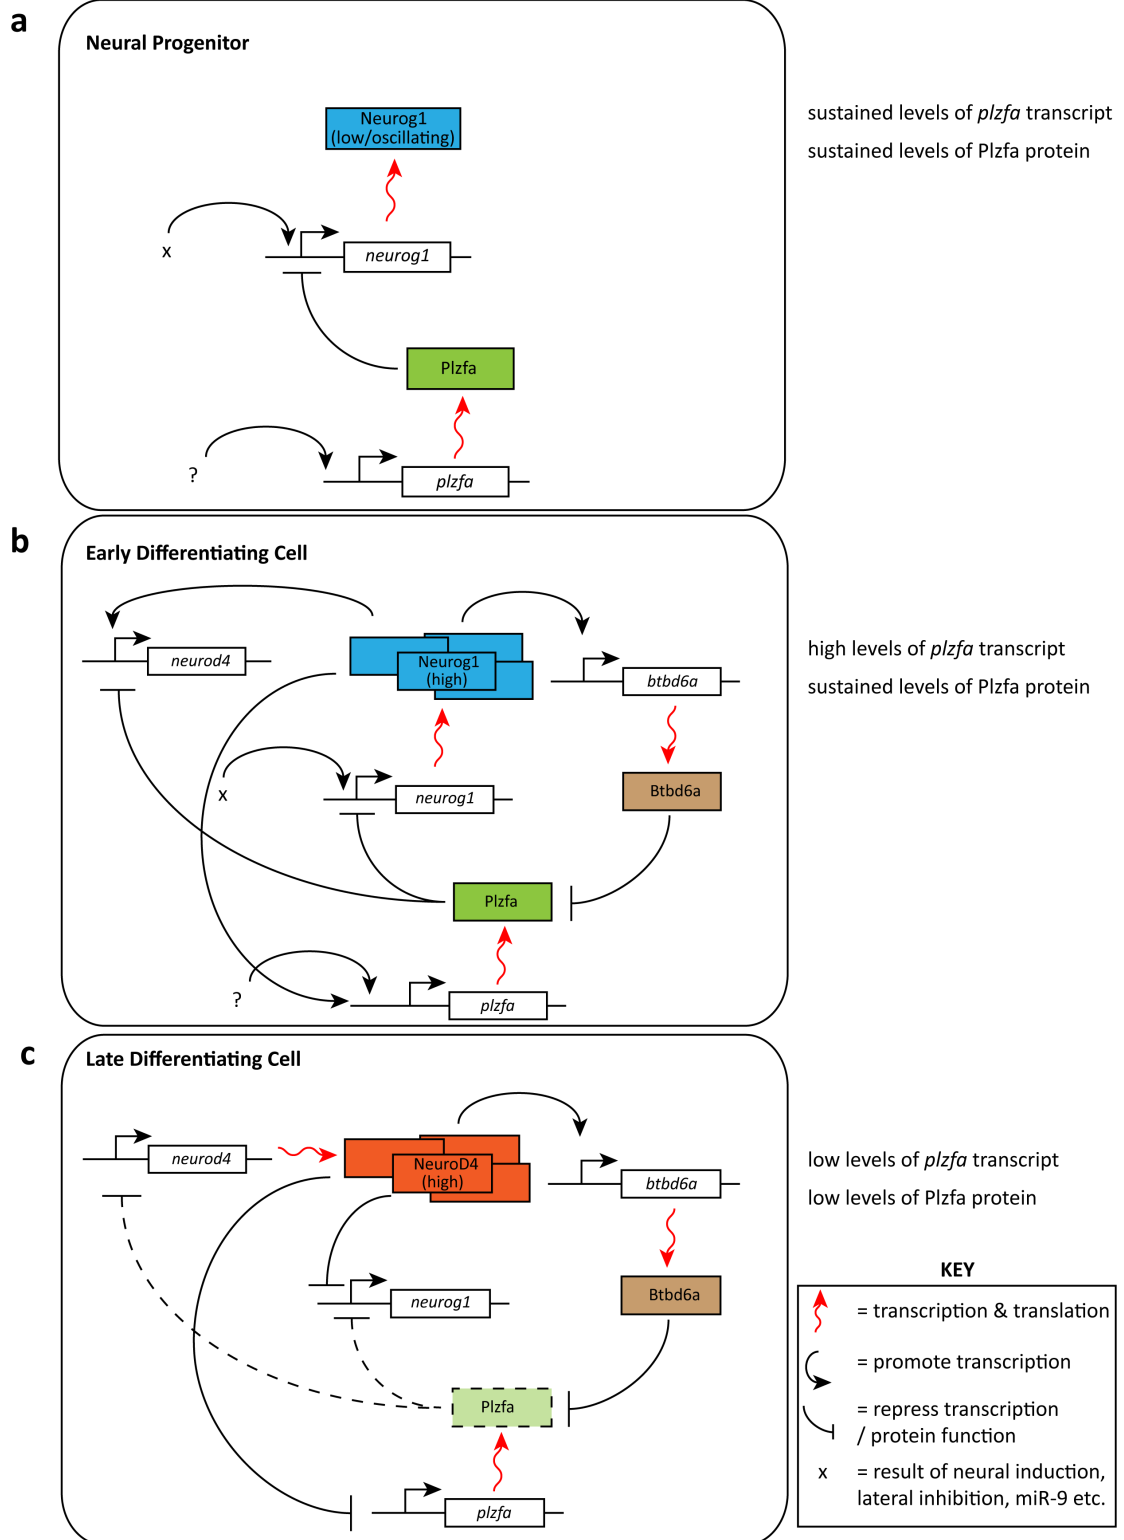 a
Neural Progenitor
Neurog1
(low/oscillating)
sustained levels of plzfa transcript
sustained levels of Plzfa protein
x
neurog1
Plzfa
?
plzfa
b
Early Differentiating Cell
neurod4
Neurog1
(high)
btbd6a
high levels of plzfa transcript
sustained levels of Plzfa protein
x
neurog1
Btbd6a
Plzfa
?
plzfa
c
Late Differentiating Cell
neurod4
NeuroD4
(high)
btbd6a
low levels of plzfa transcript
low levels of Plzfa protein
neurog1
Btbd6a
Plzfa
plzfa
KEY
= transcription & translation
= promote transcription
= repress transcription
/ protein function
x = result of neural induction,
lateral inhibition, miR-9 etc.